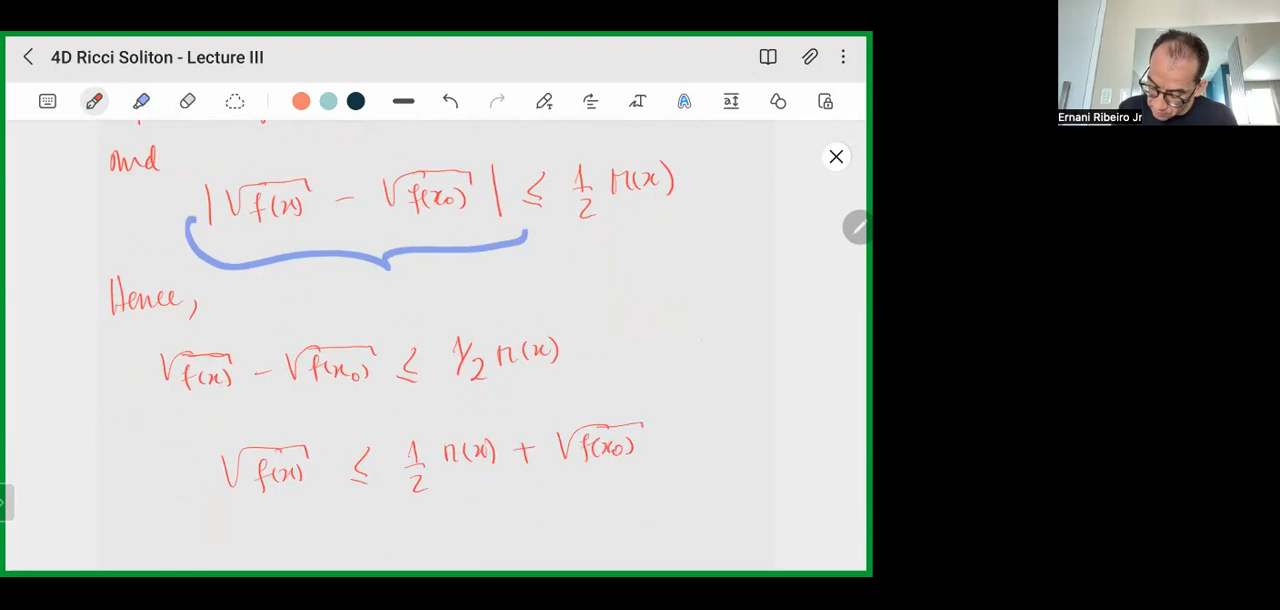 4D Ricci Soliton - Lecture III
Ernani Ribeiro Jr
and
|√f(x) − √f(x₀)| ≤ 1/2 r(x)
Hence,
√f(x) − √f(x₀) ≤ 1/2 r(x)
√f(x) ≤ 1/2 r(x) + √f(x₀)